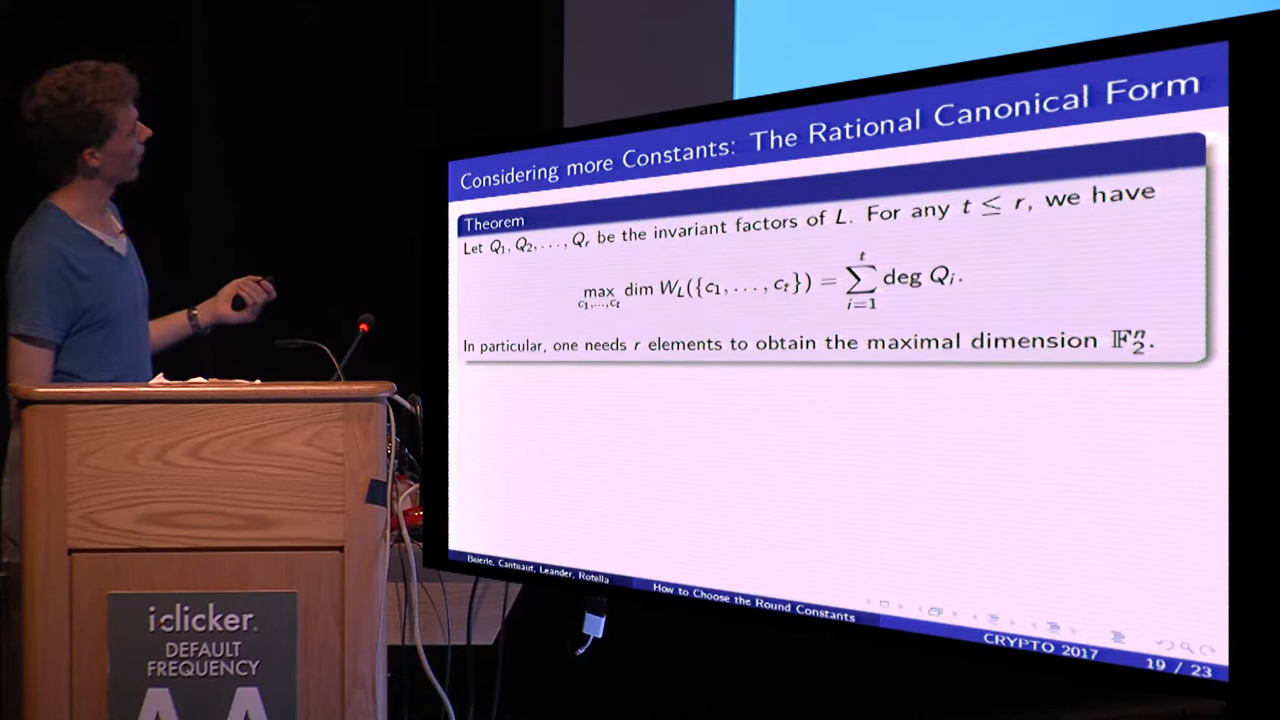 Considering more Constants: The Rational Canonical Form
Theorem
Let Q₁, Q₂, . . . , Qᵣ be the invariant factors of L. For any t ≤ r, we have
max_{c₁,...,cₜ} dim W_L({c₁, . . . , cₜ}) = ∑_{i=1}^{t} deg Qᵢ.
In particular, one needs r elements to obtain the maximal dimension 𝔽₂ⁿ.
Beierle, Canteaut, Leander, Rotella
How to Choose the Round Constants
CRYPTO 2017
19 / 23
iclicker.
DEFAULT
FREQUENCY
AA